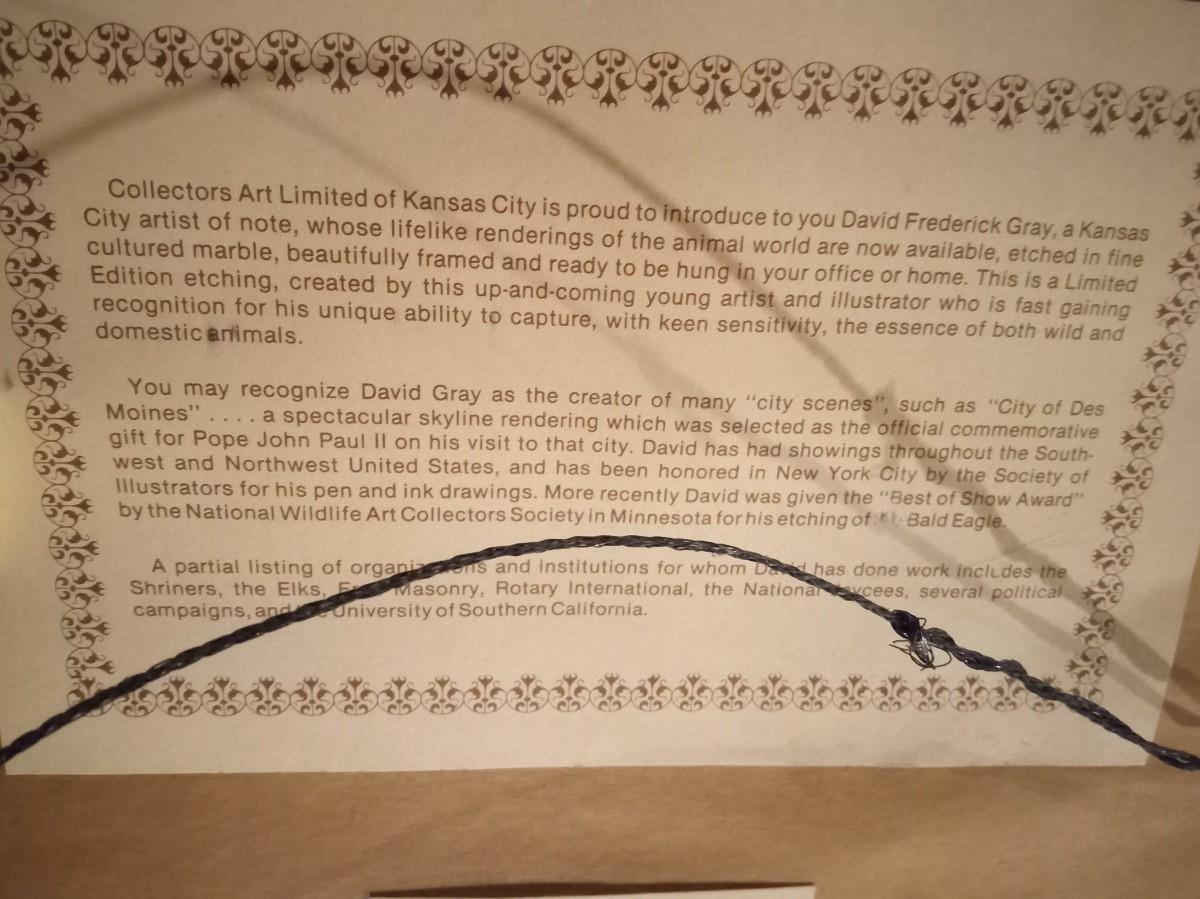 Collectors Art Limited of Kansas City is proud to introduce to you David Frederick Gray, a Kansas
City artist of note, whose lifelike renderings of the animal world are now available, etched in fine
cultured marble, beautifully framed and ready to be hung in your office or home. This is a Limited
Edition etching, created by this up-and-coming young artist and illustrator who is fast gaining
recognition for his unique ability to capture, with keen sensitivity, the essence of both wild and
domestic animals.
You may recognize David Gray as the creator of many "city scenes", such as "City of Des
Moines" .... a spectacular skyline rendering which was selected as the official commemorative
gift for Pope John Paul II on his visit to that city. David has had showings throughout the South-
west and Northwest United States, and has been honored in New York City by the Society of
Illustrators for his pen and ink drawings. More recently David was given the "Best of Show Award"
by the National Wildlife Art Collectors Society in Minnesota for his etching of Bald Eagle.
A partial listing of organizations and institutions for whom David has done work includes the
Shriners, the Elks, Masonry, Rotary International, the National Jaycees, several political
campaigns, and the University of Southern California.